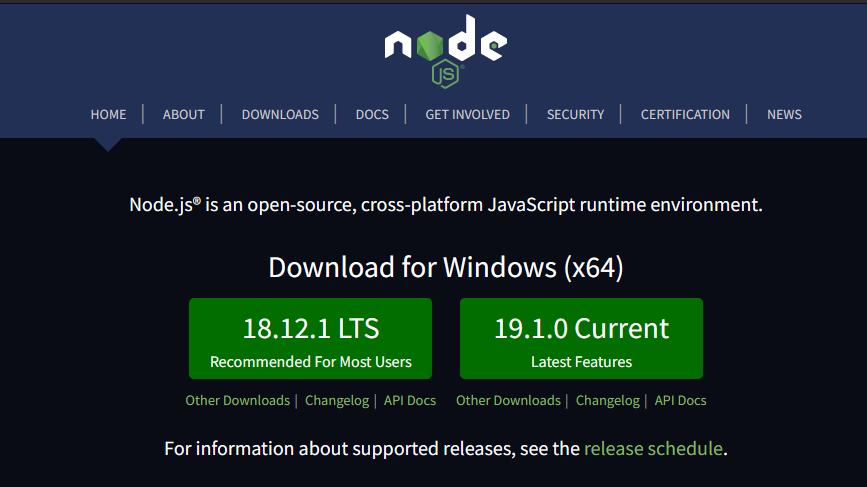 node
JS
HOME | ABOUT | DOWNLOADS | DOCS | GET INVOLVED | SECURITY | CERTIFICATION | NEWS
Node.js® is an open-source, cross-platform JavaScript runtime environment.
Download for Windows (x64)
18.12.1 LTS
Recommended For Most Users
19.1.0 Current
Latest Features
Other Downloads | Changelog | API Docs
Other Downloads | Changelog | API Docs
For information about supported releases, see the release schedule.